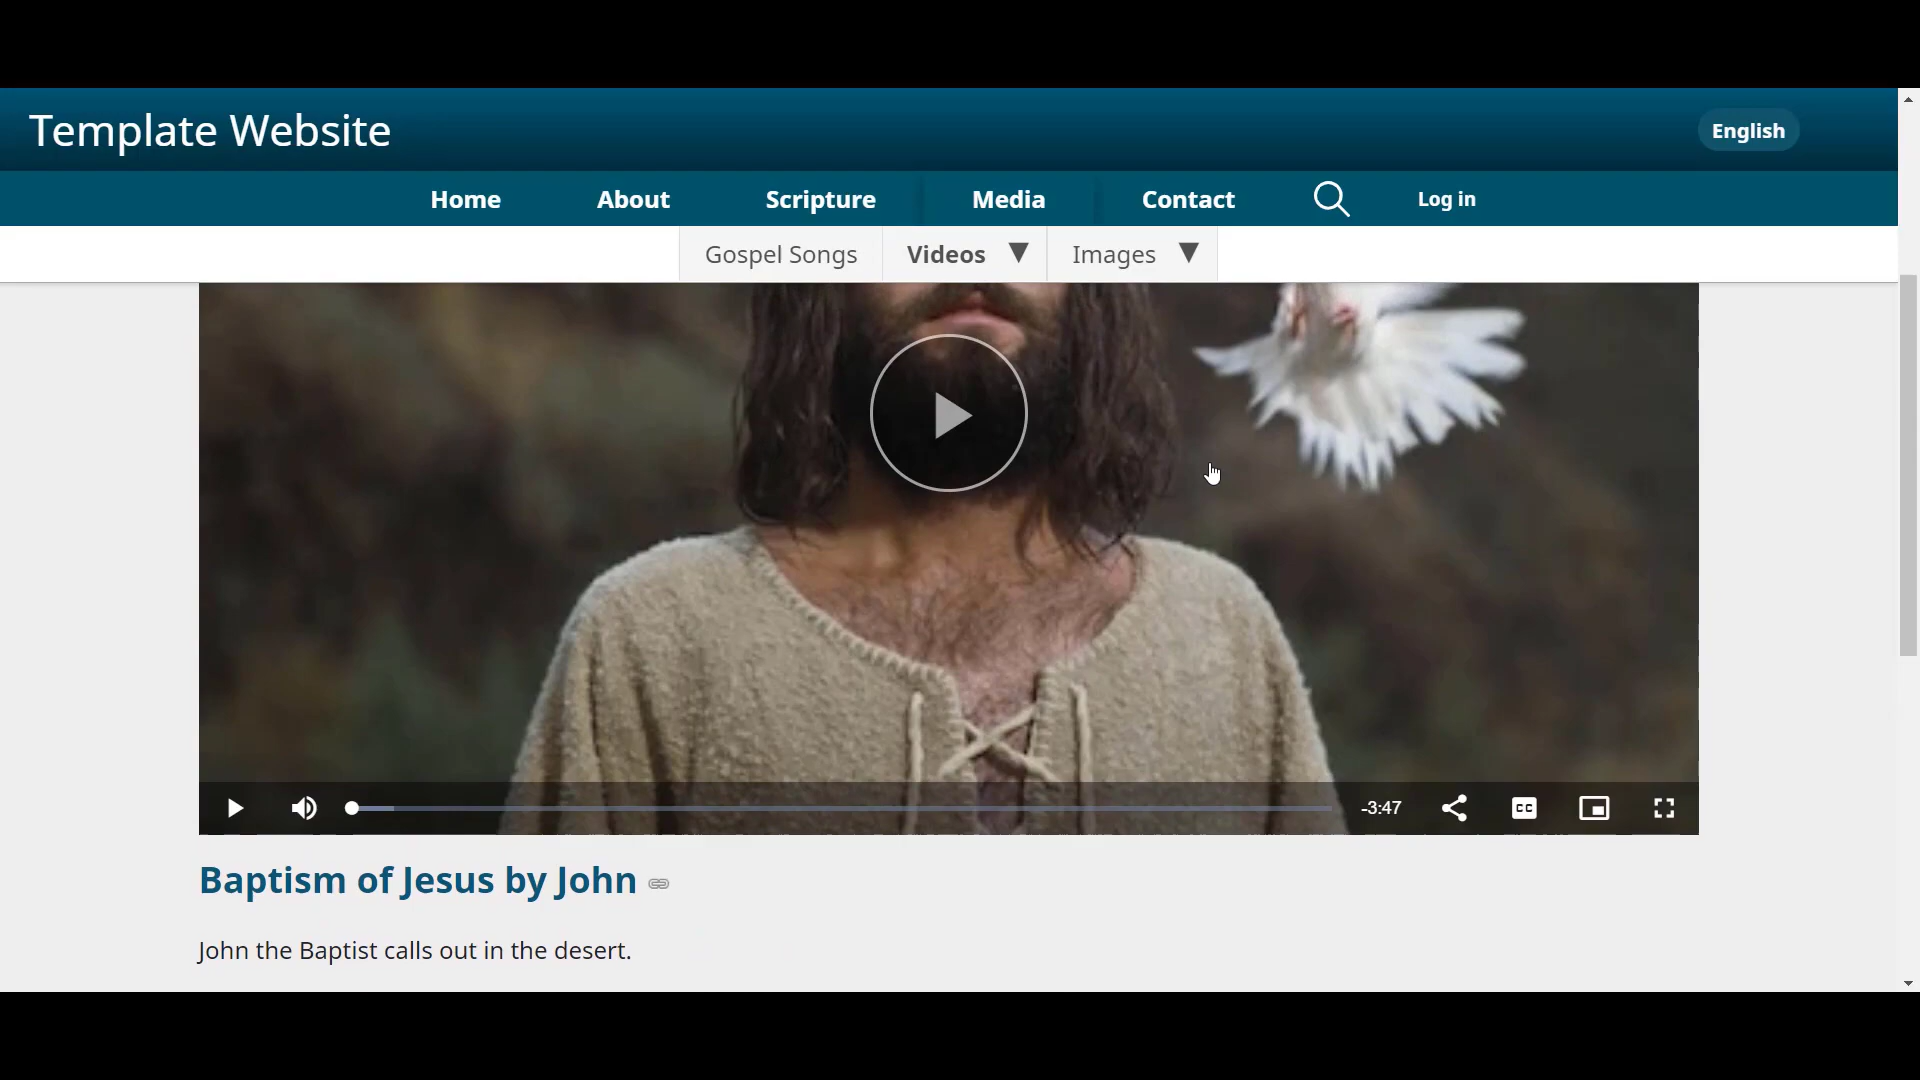 Template Website
English
Home About Scripture Media Contact Log in
Gospel Songs Videos ▼ Images ▼
-3:47
CC
Baptism of Jesus by John
John the Baptist calls out in the desert.